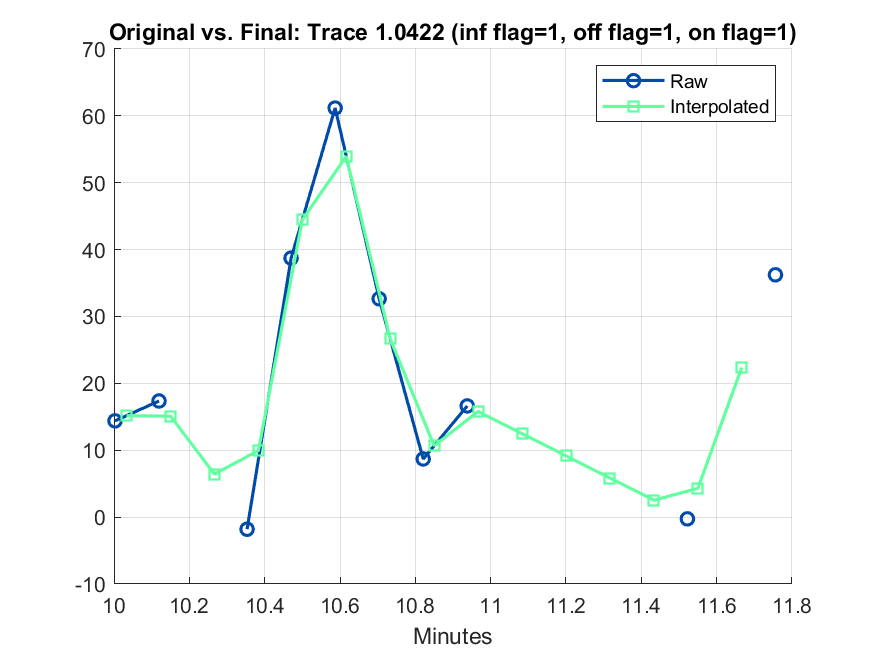 Original vs. Final: Trace 1.0422 (inf flag=1, off flag=1, on flag=1)
70
60
50
40
30
20
10
0
-10
Raw
Interpolated
10 10.2 10.4 10.6 10.8 11 11.2 11.4 11.6 11.8
Minutes